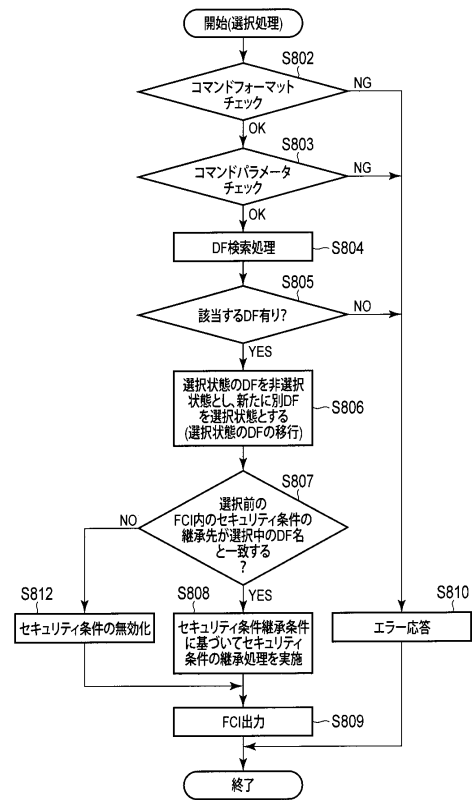 開始(選択処理)
S802
コマンドフォーマット
チェック
NG
OK
S803
コマンドパラメータ
チェック
NG
OK
DF検索処理
S804
S805
該当するDF有り?
NO
YES
選択状態のDFを非選択
状態とし、新たに別DF
を選択状態とする
(選択状態のDFの移行)
S806
S807
選択前の
FCI内のセキュリティ条件の
継承先が選択中のDF名
と一致する
?
NO
YES
S812
セキュリティ条件の無効化
S808
セキュリティ条件継承条件
に基づいてセキュリティ
条件の継承処理を実施
S810
エラー応答
FCI出力
S809
終了